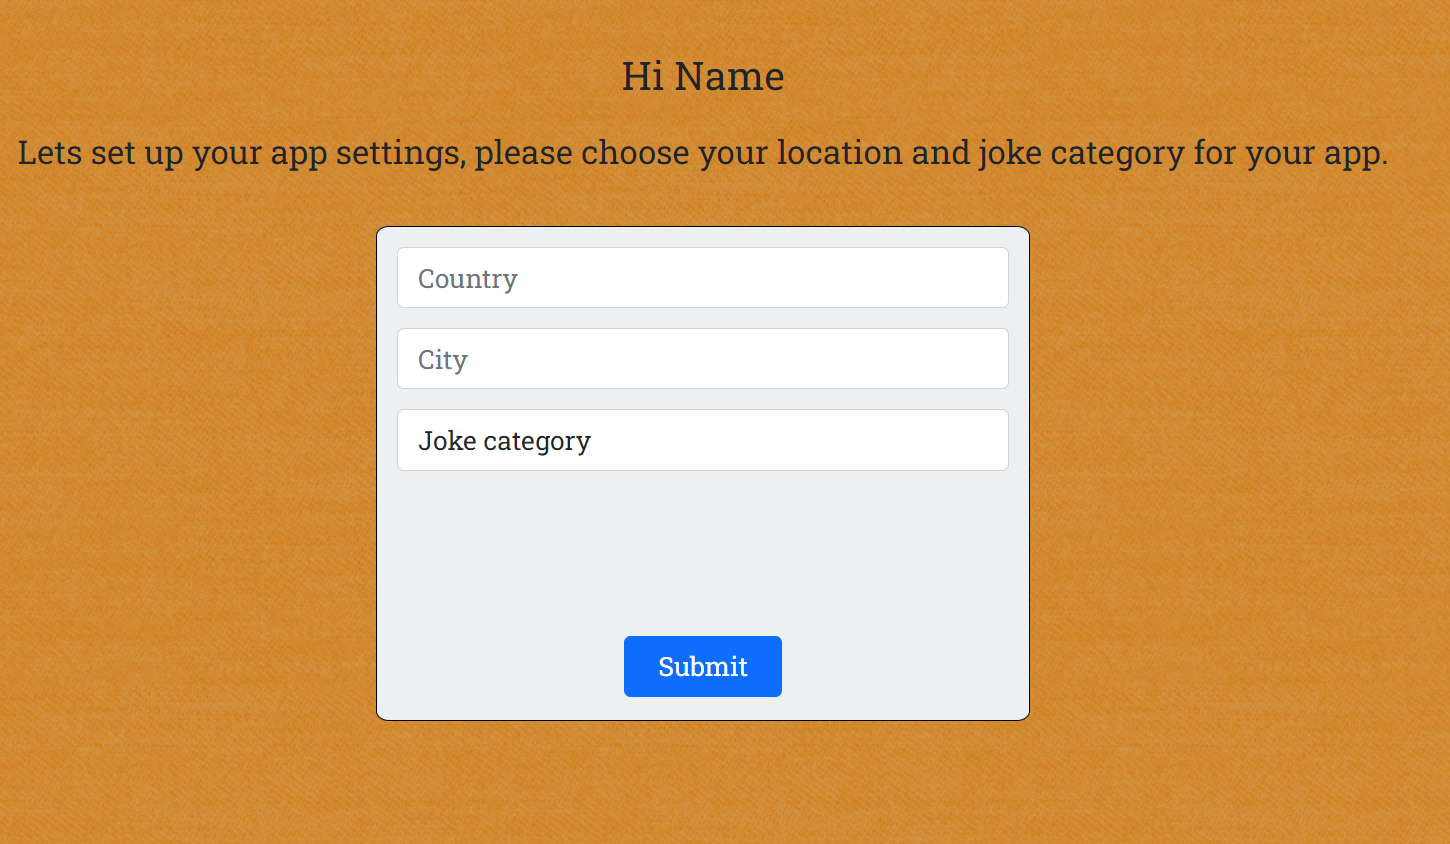 Hi Name
Lets set up your app settings, please choose your location and joke category for your app.
Country
City
Joke category
Submit